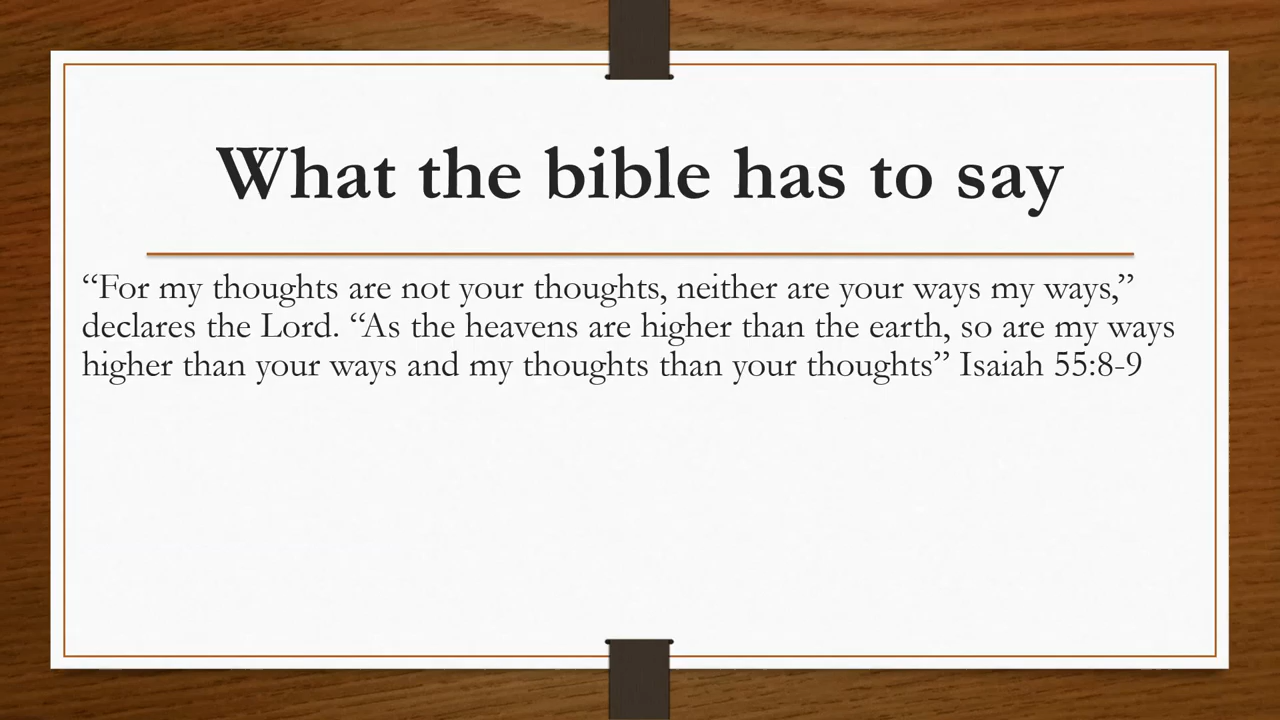 What the bible has to say
“For my thoughts are not your thoughts, neither are your ways my ways,”
declares the Lord. “As the heavens are higher than the earth, so are my ways
higher than your ways and my thoughts than your thoughts” Isaiah 55:8-9